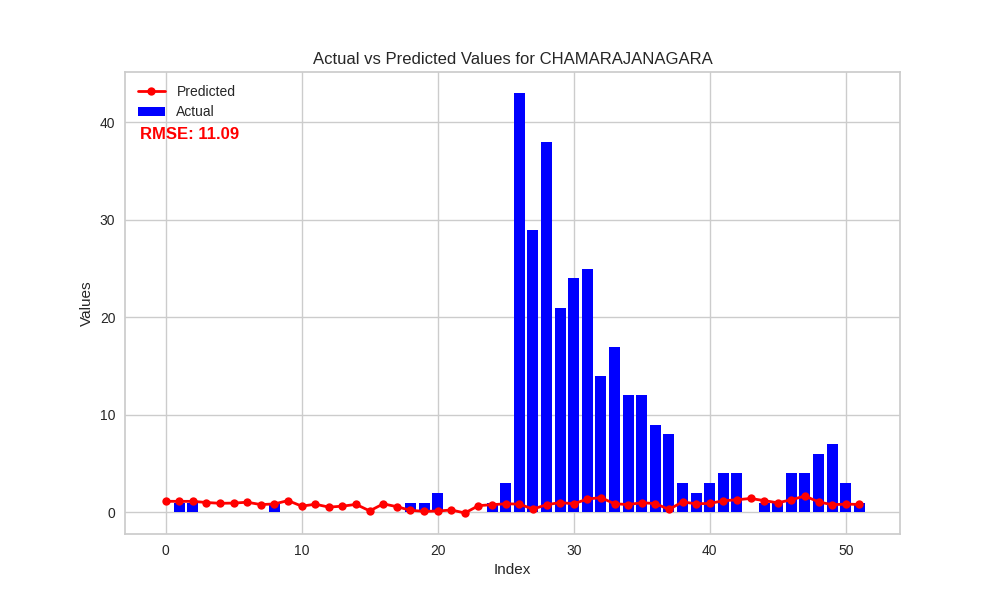 Actual vs Predicted Values for CHAMARAJANAGARA
Predicted
Actual
RMSE: 11.09
40
30
20
10
0
Values
0 10 20 30 40 50
Index